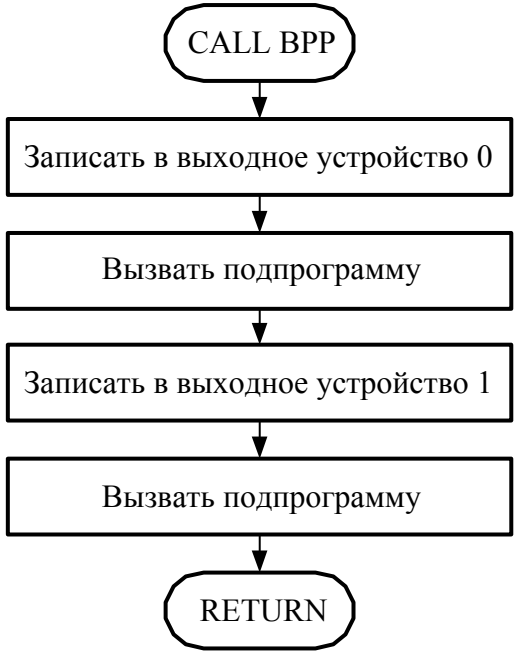 CALL BPP
Записать в выходное устройство 0
Вызвать подпрограмму
Записать в выходное устройство 1
Вызвать подпрограмму
RETURN